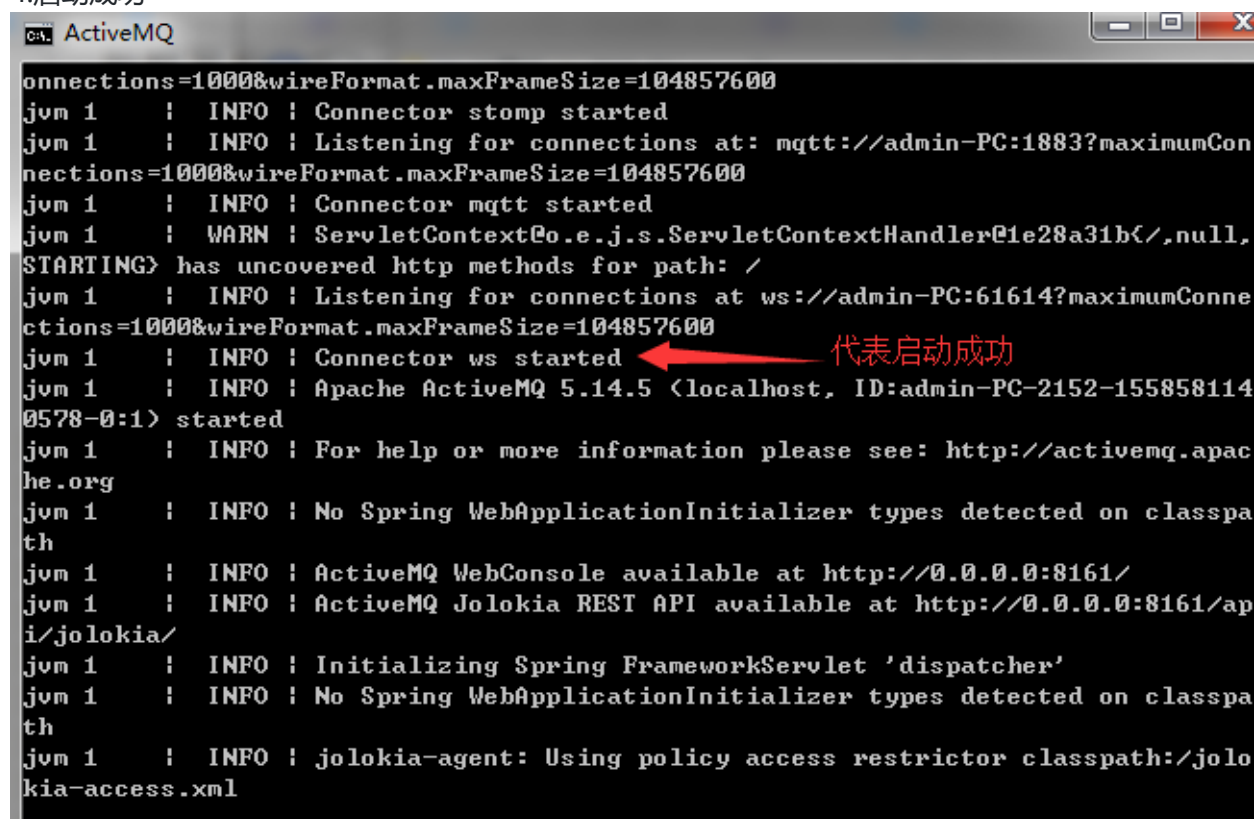 启动成功
ActiveMQ
onnections=1000&wireFormat.maxFrameSize=104857600
jvm 1 | INFO | Connector stomp started
jvm 1 | INFO | Listening for connections at: mqtt://admin-PC:1883?maximumCon
nections=1000&wireFormat.maxFrameSize=104857600
jvm 1 | INFO | Connector mqtt started
jvm 1 | WARN | ServletContext@o.e.j.s.ServletContextHandler@1e28a31b{/,null,
STARTING} has uncovered http methods for path: /
jvm 1 | INFO | Listening for connections at ws://admin-PC:61614?maximumConne
ctions=1000&wireFormat.maxFrameSize=104857600
jvm 1 | INFO | Connector ws started 代表启动成功
jvm 1 | INFO | Apache ActiveMQ 5.14.5 (localhost, ID:admin-PC-2152-155858114
0578-0:1) started
jvm 1 | INFO | For help or more information please see: http://activemq.apac
he.org
jvm 1 | INFO | No Spring WebApplicationInitializer types detected on classpa
th
jvm 1 | INFO | ActiveMQ WebConsole available at http://0.0.0.0:8161/
jvm 1 | INFO | ActiveMQ Jolokia REST API available at http://0.0.0.0:8161/ap
i/jolokia/
jvm 1 | INFO | Initializing Spring FrameworkServlet 'dispatcher'
jvm 1 | INFO | No Spring WebApplicationInitializer types detected on classpa
th
jvm 1 | INFO | jolokia-agent: Using policy access restrictor classpath:/jolo
kia-access.xml